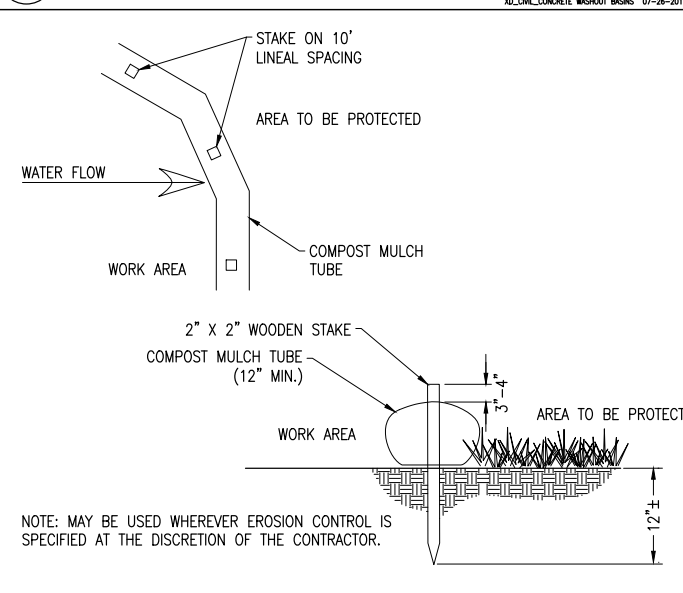 XD_CIVIL_CONCRETE WASHOUT BASINS 07-26-201
STAKE ON 10'
LINEAL SPACING
AREA TO BE PROTECTED
WATER FLOW
COMPOST MULCH
TUBE
WORK AREA
2" X 2" WOODEN STAKE
COMPOST MULCH TUBE
(12" MIN.)
3"-4"
AREA TO BE PROTECT
WORK AREA
12"±
NOTE: MAY BE USED WHEREVER EROSION CONTROL IS
SPECIFIED AT THE DISCRETION OF THE CONTRACTOR.